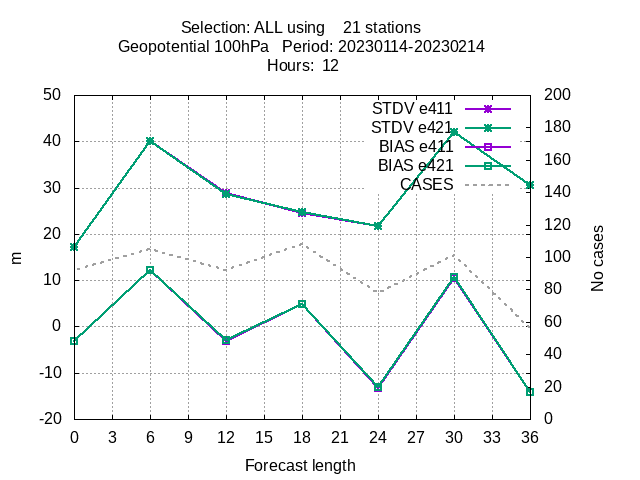 Selection: ALL using 21 stations
Geopotential 100hPa Period: 20230114-20230214
Hours: 12
50
40
30
20
10
0
-10
-20
m
200
180
160
140
120
100
80
60
40
20
0
No cases
STDV e411
STDV e421
BIAS e411
BIAS e421
CASES
0 3 6 9 12 15 18 21 24 27 30 33 36
Forecast length